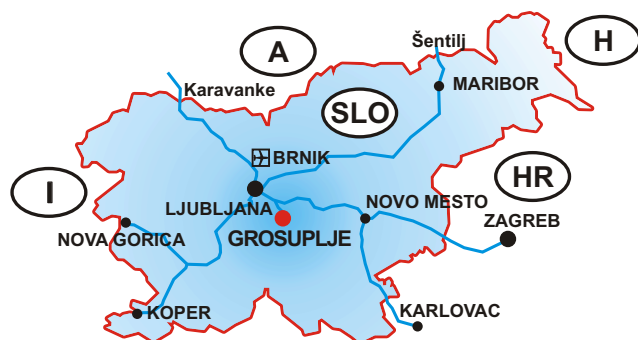 A
H
Šentilj
Karavanke
MARIBOR
SLO
BRNIK
I
HR
LJUBLJANA
NOVO MESTO
ZAGREB
NOVA GORICA
GROSUPLJE
KOPER
KARLOVAC